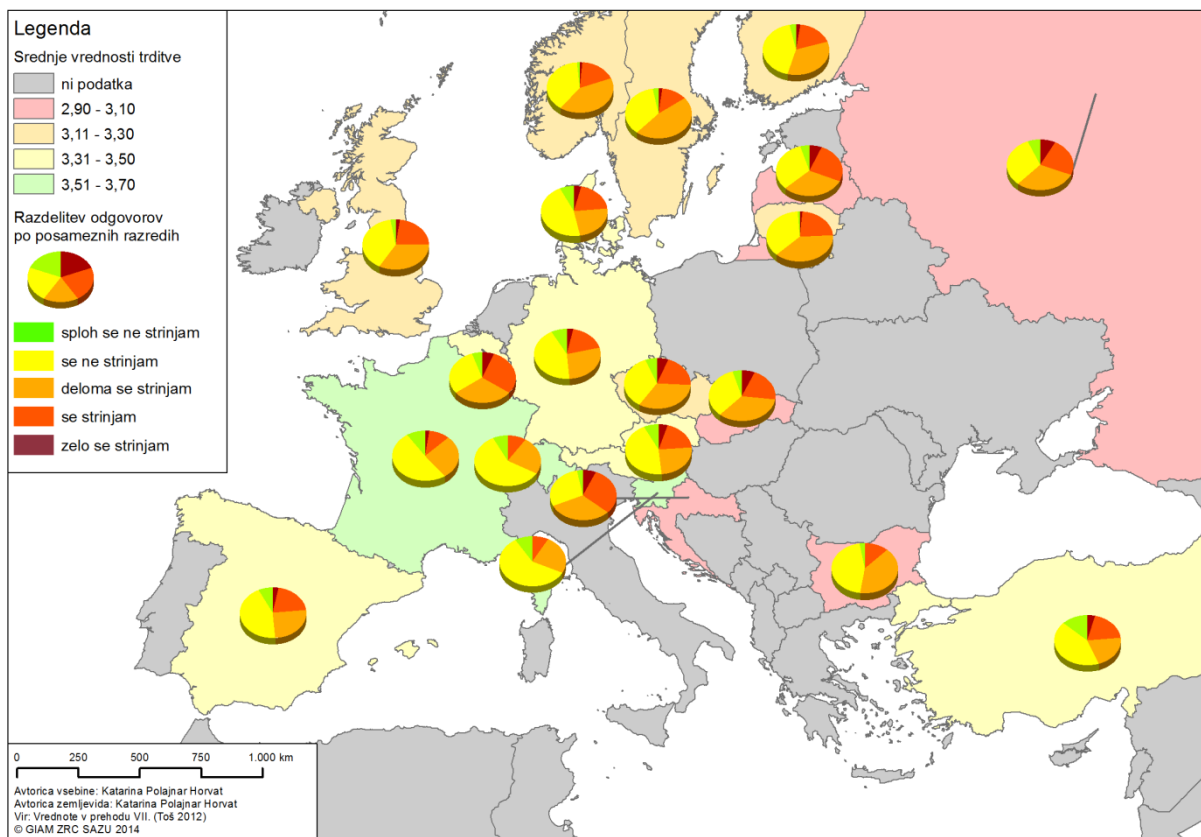 Legenda
Srednje vrednosti trditve
ni podatka
2,90 - 3,10
3,11 - 3,30
3,31 - 3,50
3,51 - 3,70
Razdelitev odgovorov
po posameznih razredih
sploh se ne strinjam
se ne strinjam
deloma se strinjam
se strinjam
zelo se strinjam
0 250 500 750 1.000 km
Avtorica vsebine: Katarina Polajnar Horvat
Avtorica zemljevida: Katarina Polajnar Horvat
Vir: Vrednote v prehodu VII. (Toš 2012)
© GIAM ZRC SAZU 2014